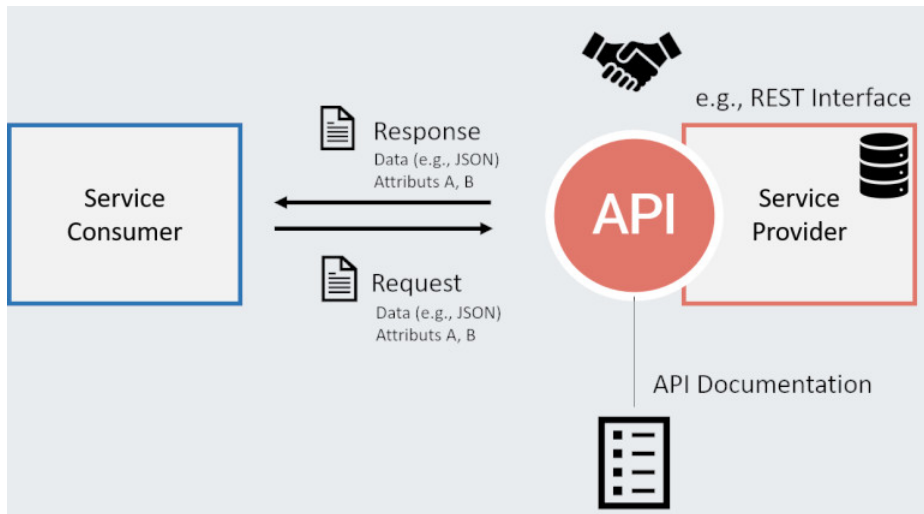 e.g., REST Interface
Response
Data (e.g., JSON)
Attributs A, B
Service
Consumer
API
Service
Provider
Request
Data (e.g., JSON)
Attributs A, B
API Documentation